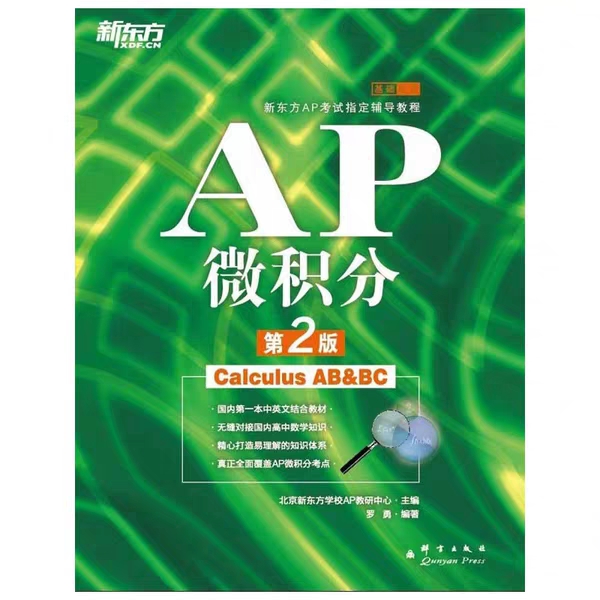 新东方
XDF.CN
基础
新东方AP考试指定辅导教程
AP
微积分
第2版
Calculus AB&BC
·国内第一本中英文结合教材
·无缝对接国内高中数学知识
·精心打造易理解的知识体系
·真正全面覆盖AP微积分考点
北京新东方学校AP教研中心·主编
罗勇·编著
群言出版社
Qunyan Press